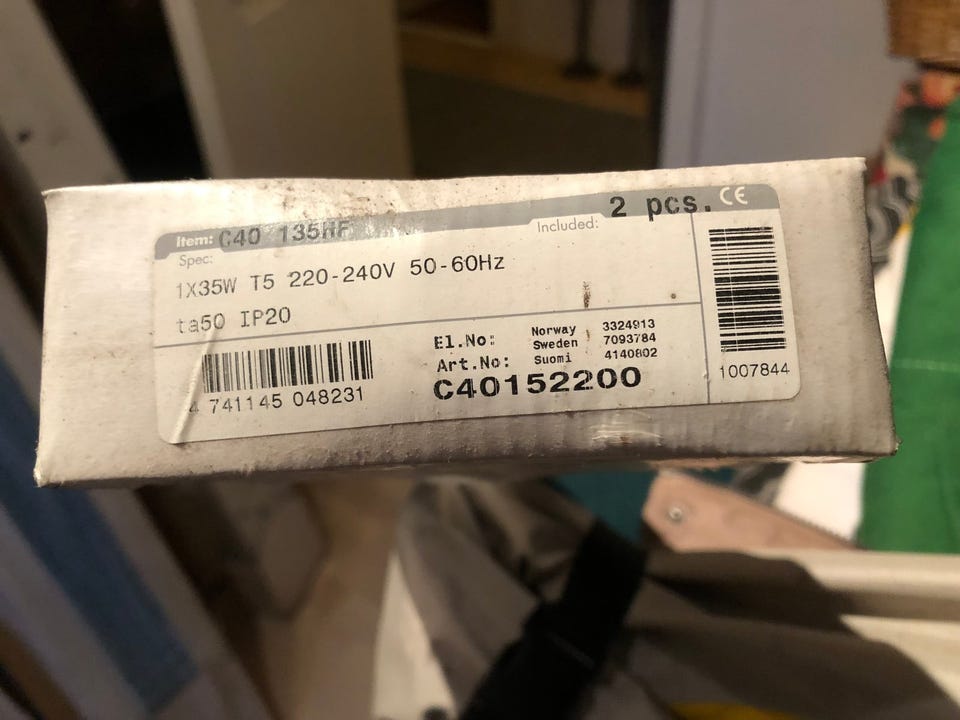 Item: C40 135HF
Included: 2 pcs. CE
Spec:
1X35W T5 220-240V 50-60Hz
ta50 IP20
El.No: Norway 3324913
Sweden 7093784
Art.No: Suomi 4140802
C40152200
4 741145 048231
1007844